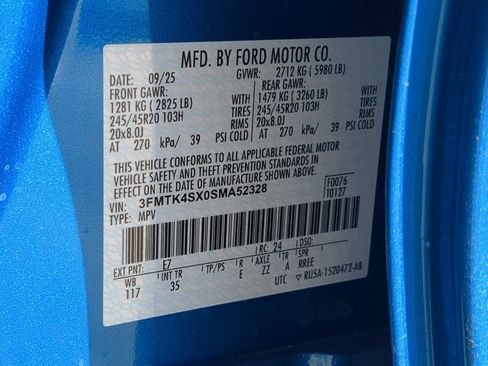 MFD. BY FORD MOTOR CO.
DATE: 09/25 GVWR: 2712 KG ( 5980 LB)
FRONT GAWR: REAR GAWR:
1281 KG ( 2825 LB) WITH 1479 KG ( 3260 LB) WITH
245/45R20 103H TIRES 245/45R20 103H TIRES
20x8.0J RIMS 20x8.0J RIMS
AT 270 kPa/ 39 PSI COLD AT 270 kPa/ 39 PSI COLD
THIS VEHICLE CONFORMS TO ALL APPLICABLE FEDERAL MOTOR
VEHICLE SAFETY AND THEFT PREVENTION STANDARDS IN
EFFECT ON THE DATE OF MANUFACTURE SHOWN ABOVE.
VIN: 3FMTK4SX0SMA52328 F0076
TYPE: MPV T0127
EXT PNT: E7 RC: 24 DSO:
WB INT TR TP/PS R AXLE TR SPR
117 35 E ZZ A RREE
UTC ▽ RU5A-1520472-AB